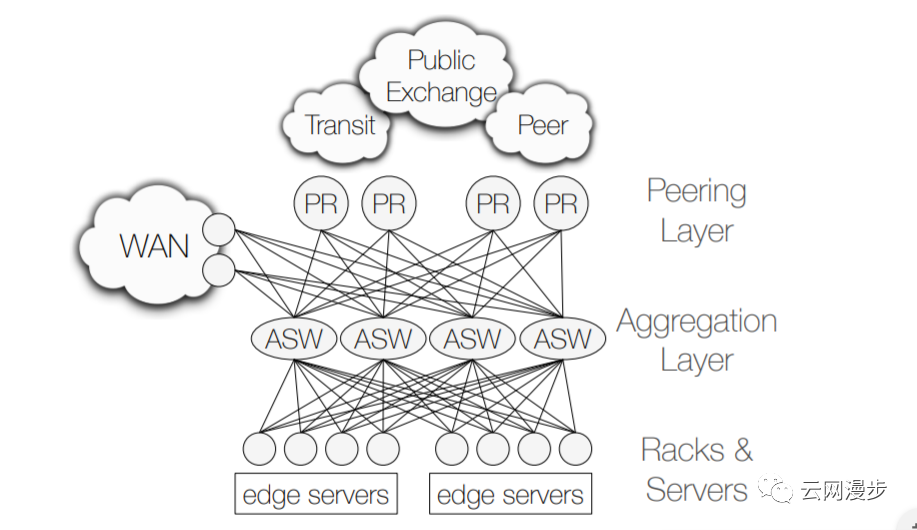 Public
Exchange
Transit
Peer
PR
PR
PR
PR
Peering
Layer
WAN
ASW
ASW
ASW
ASW
Aggregation
Layer
Racks &
Servers
edge servers
edge servers
云网漫步